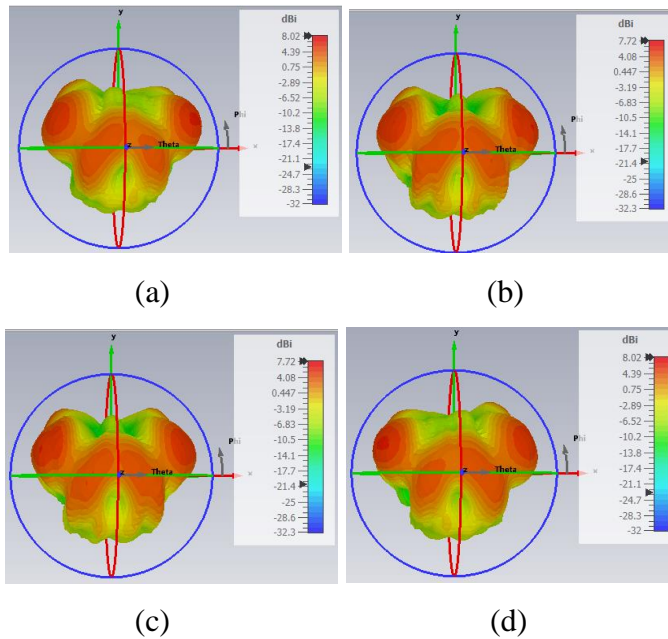 y
dBi
8.02
4.39
0.75
-2.89
-6.52
-10.2
-13.8
-17.4
-21.1
-24.7
-28.3
-32
Phi
z Theta x
(a)
y
dBi
7.72
4.08
0.447
-3.19
-6.83
-10.5
-14.1
-17.7
-21.4
-25
-28.6
-32.3
Phi
z Theta x
(b)
y
dBi
7.72
4.08
0.447
-3.19
-6.83
-10.5
-14.1
-17.7
-21.4
-25
-28.6
-32.3
Phi
z Theta x
(c)
y
dBi
8.02
4.39
0.75
-2.89
-6.52
-10.2
-13.8
-17.4
-21.1
-24.7
-28.3
-32
Phi
z Theta x
(d)